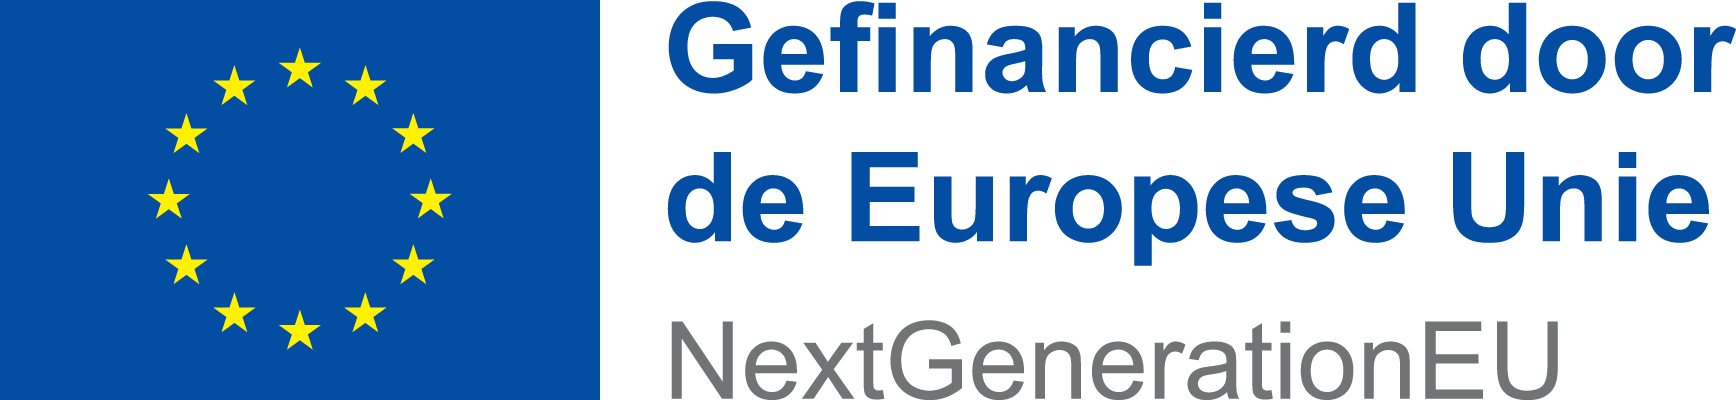 Gefinancierd door
de Europese Unie
NextGenerationEU